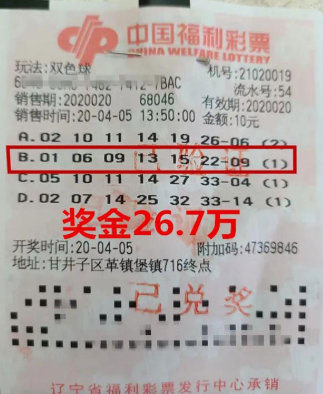 中国福利彩票
CHINA WELFARE LOTTERY
玩法:双色球
机号:21020019
流水号:54
销售期:2020020 68046 有效期:2020020
销售时间:20-04-05 13:50:00 金额:10元
A.02 10 11 14 19 26-06 (2)
B.01 06 09 13 15 22-09 (1)
C.05 10 11 14 27 33-04 (1)
D.02 07 14 25 32 33-14 (1)
奖金26.7万
开奖时间:20-04-05 附加码:47369846
地址:甘井子区革镇堡镇716终点
已兑奖
辽宁省福利彩票发行中心承销